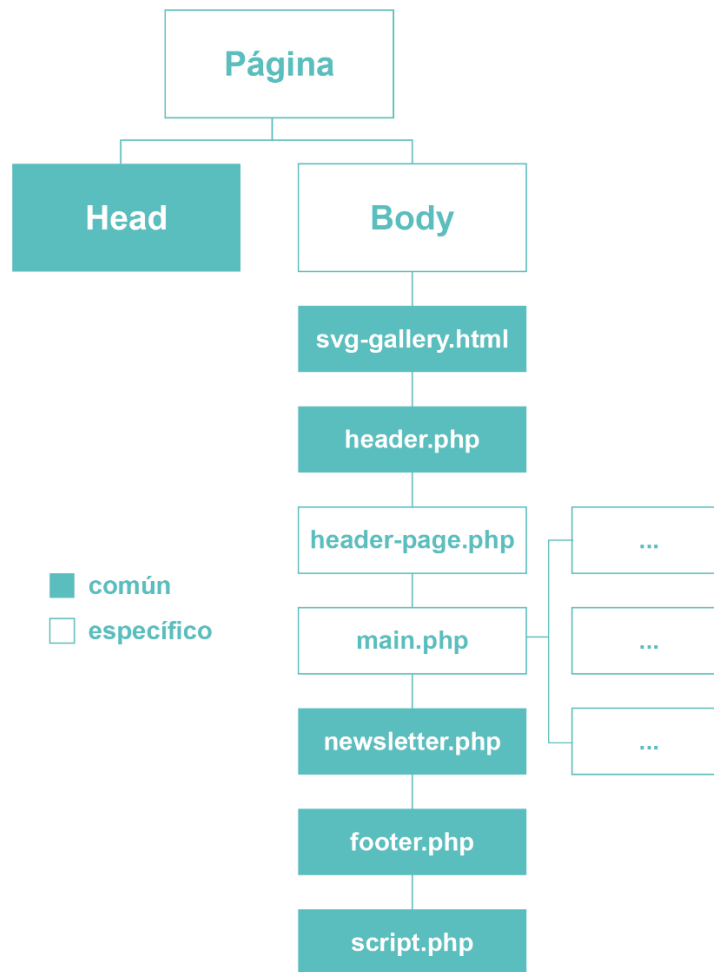 Página
Head
Body
svg-gallery.html
header.php
header-page.php
...
común
específico
main.php
...
newsletter.php
...
footer.php
script.php